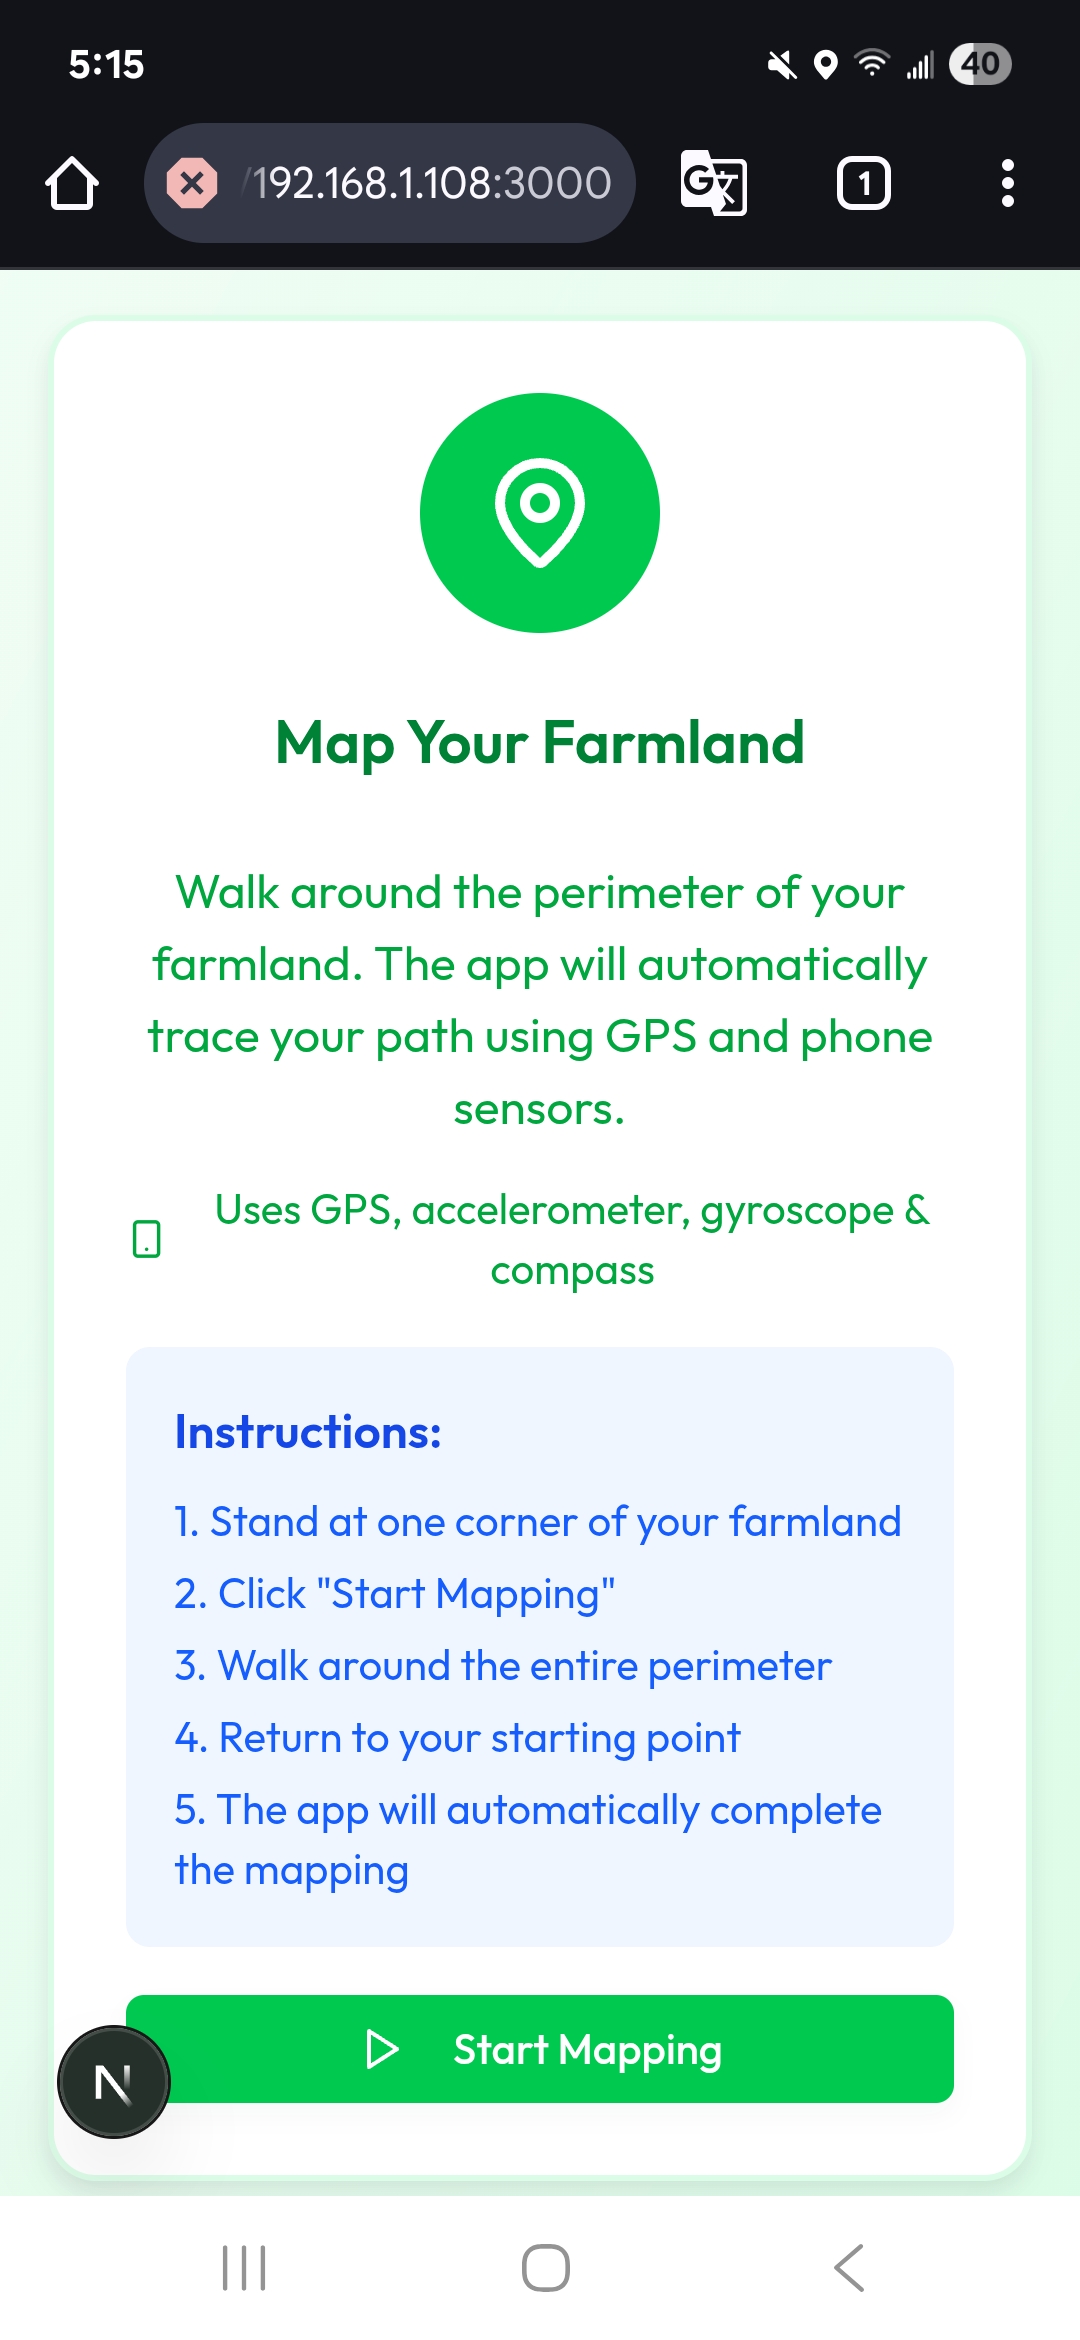 5:15
40
/192.168.1.108:3000
G文
1
Map Your Farmland
Walk around the perimeter of your
farmland. The app will automatically
trace your path using GPS and phone
sensors.
Uses GPS, accelerometer, gyroscope &
compass
Instructions:
1. Stand at one corner of your farmland
2. Click "Start Mapping"
3. Walk around the entire perimeter
4. Return to your starting point
5. The app will automatically complete
the mapping
Start Mapping
N